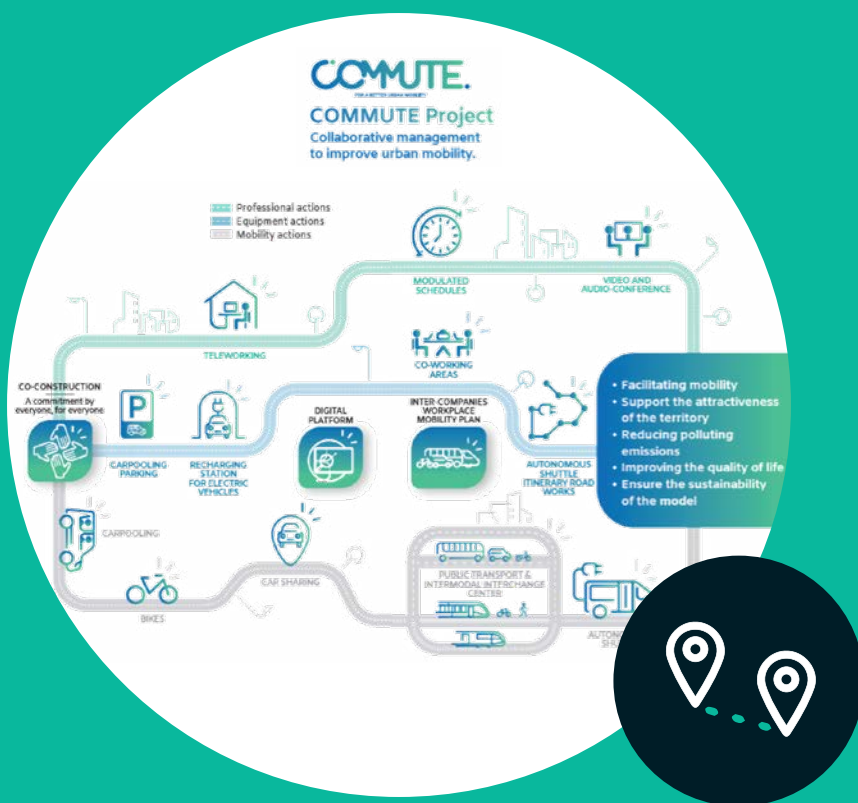 COMMUTE.
FOR A BETTER URBAN MOBILITY
COMMUTE Project
Collaborative management
to improve urban mobility.
Professional actions
Equipment actions
Mobility actions
MODULATED
SCHEDULES
VIDEO AND
AUDIO-CONFERENCE
TELEWORKING
CO-WORKING
AREAS
CO-CONSTRUCTION
A commitment by
everyone, for everyone
P
CARPOOLING
PARKING
RECHARGING
STATION
FOR ELECTRIC
VEHICLES
DIGITAL
PLATFORM
INTER-COMPANIES
WORKPLACE
MOBILITY PLAN
AUTONOMOUS
SHUTTLE
ITINERARY ROAD
WORKS
• Facilitating mobility
• Support the attractiveness
of the territory
• Reducing polluting
emissions
• Improving the quality of life
• Ensure the sustainability
of the model
CARPOOLING
BIKES
CAR SHARING
PUBLIC TRANSPORT &
INTERMODAL INTERCHANGE
CENTER